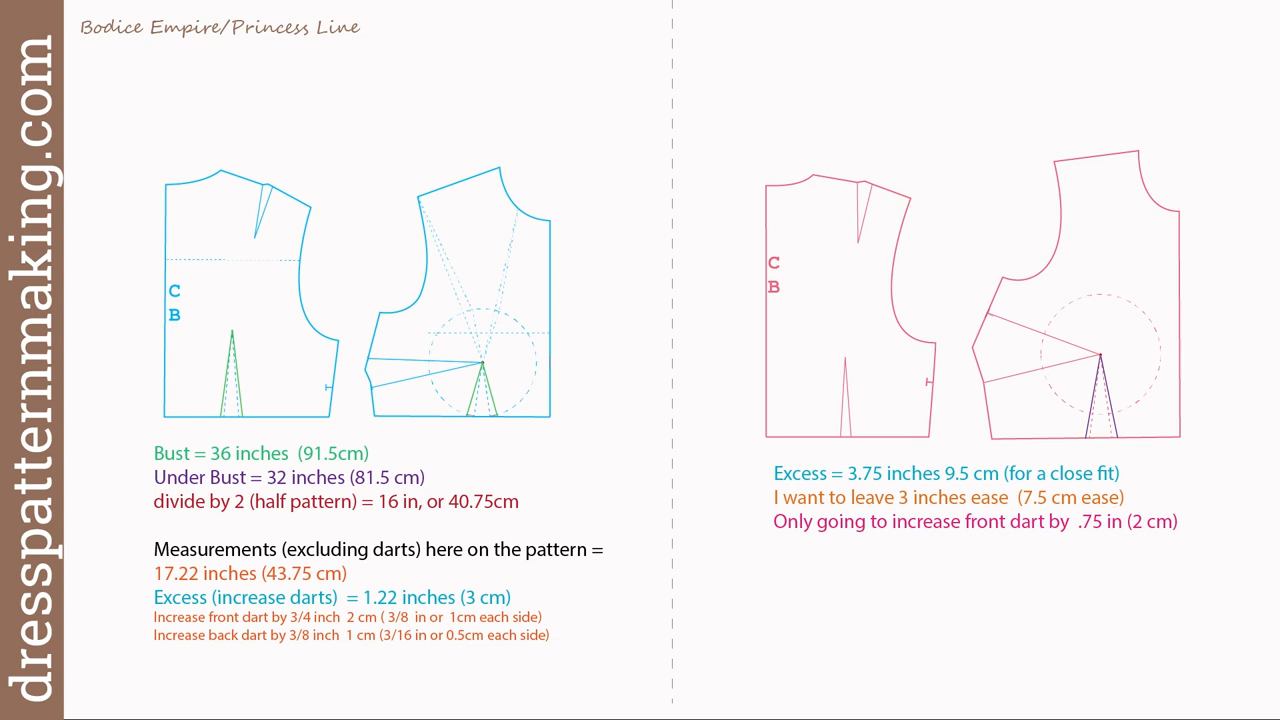 dresspatternmaking.com
Bodice Empire/Princess Line
C
B
Bust = 36 inches (91.5cm)
Under Bust = 32 inches (81.5 cm)
divide by 2 (half pattern) = 16 in, or 40.75cm
Measurements (excluding darts) here on the pattern =
17.22 inches (43.75 cm)
Excess (increase darts) = 1.22 inches (3 cm)
Increase front dart by 3/4 inch 2 cm ( 3/8 in or 1cm each side)
Increase back dart by 3/8 inch 1 cm (3/16 in or 0.5cm each side)
C
B
Excess = 3.75 inches 9.5 cm (for a close fit)
I want to leave 3 inches ease (7.5 cm ease)
Only going to increase front dart by .75 in (2 cm)